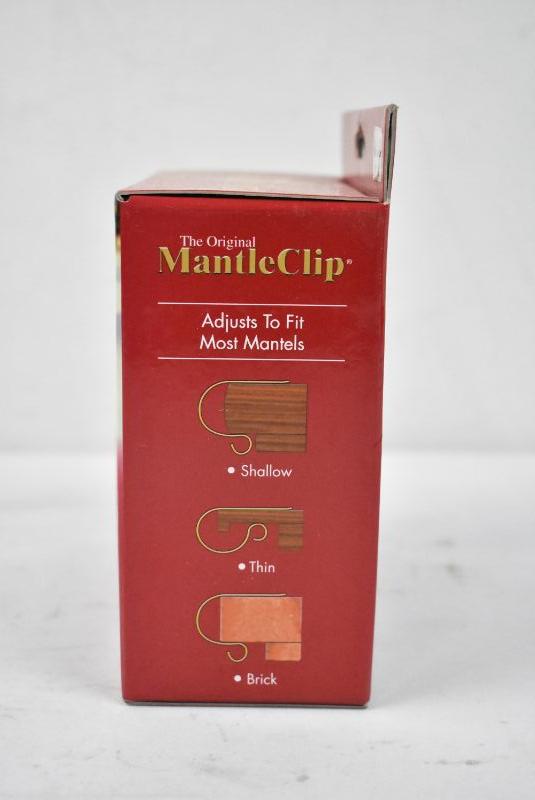 The Original
MantleClip®
Adjusts To Fit
Most Mantels
• Shallow
• Thin
• Brick